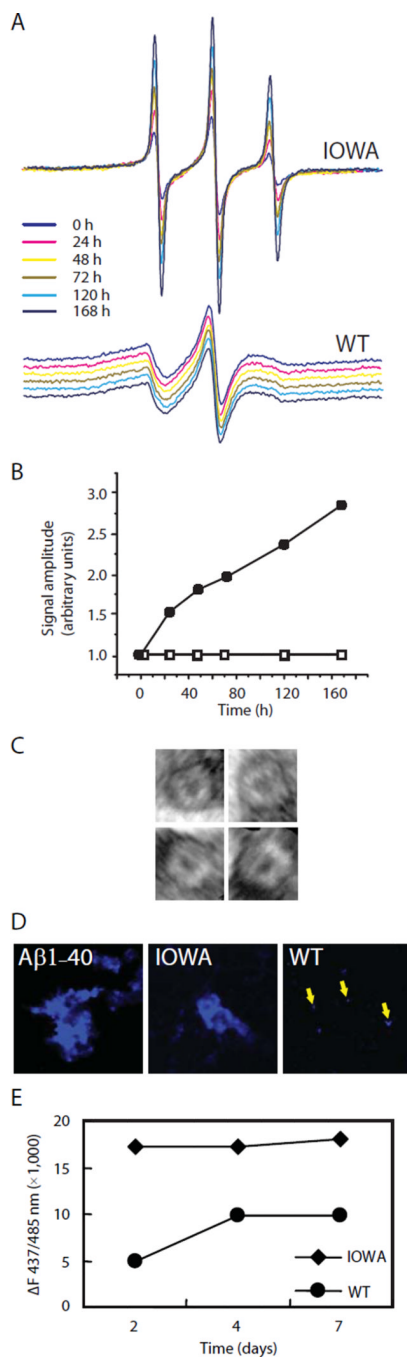 A
IOWA
0 h
24 h
48 h
72 h
120 h
168 h
WT
B
Signal amplitude
(arbitrary units)
3.0
2.5
2.0
1.5
1.0
0
40
80
120
160
Time (h)
C
D
Aβ1-40
IOWA
WT
E
ΔF 437/485 nm (×1,000)
20
15
10
5
0
IOWA
WT
2
4
7
Time (days)